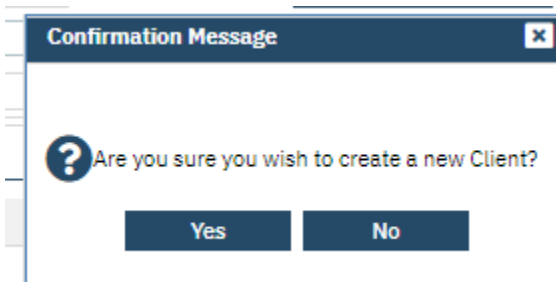 Confirmation Message
Are you sure you wish to create a new Client?
Yes No